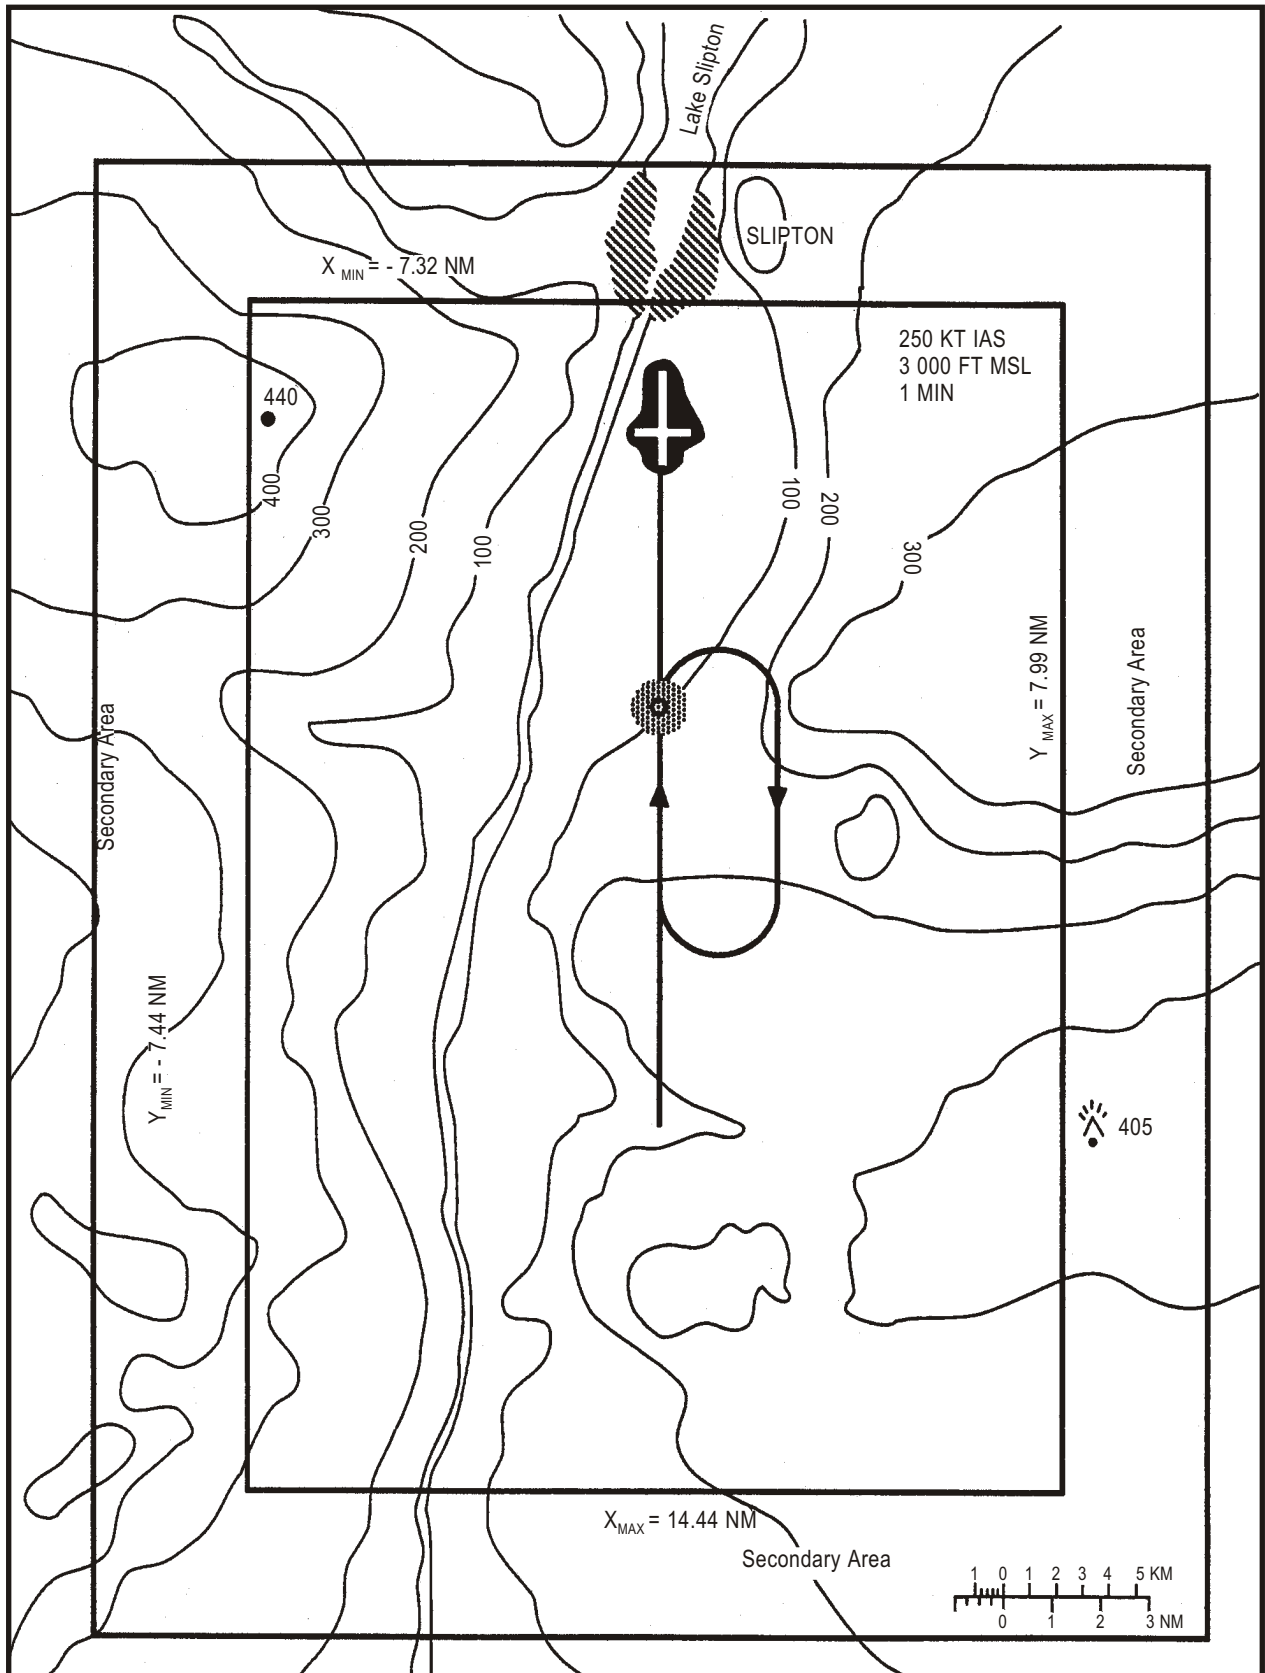 Lake Slipton
SLIPTON
X MIN = - 7.32 NM
250 KT IAS
3 000 FT MSL
1 MIN
440
400
300
200
100
100
200
300
Y MAX = 7.99 NM
Secondary Area
Secondary Area
Y MIN = - 7.44 NM
405
X MAX = 14.44 NM
Secondary Area
1 0 1 2 3 4 5 KM
0 1 2 3 NM